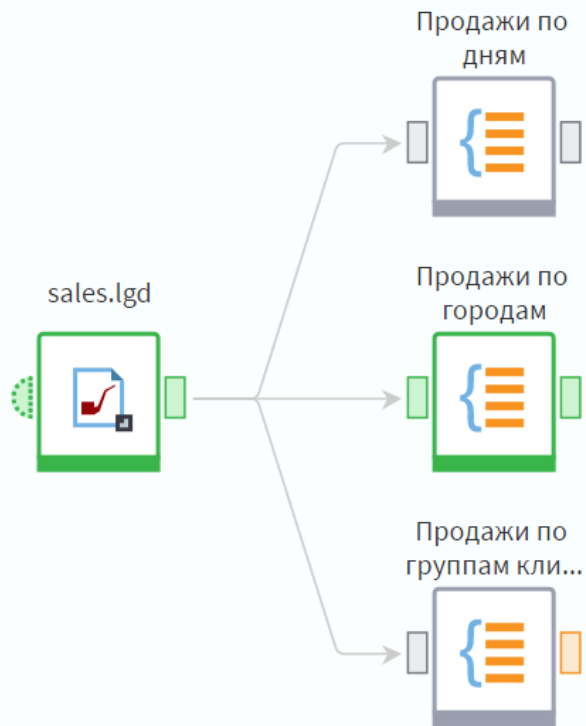 Продажи по
дням
sales.lgd
Продажи по
городам
Продажи по
группам кли...